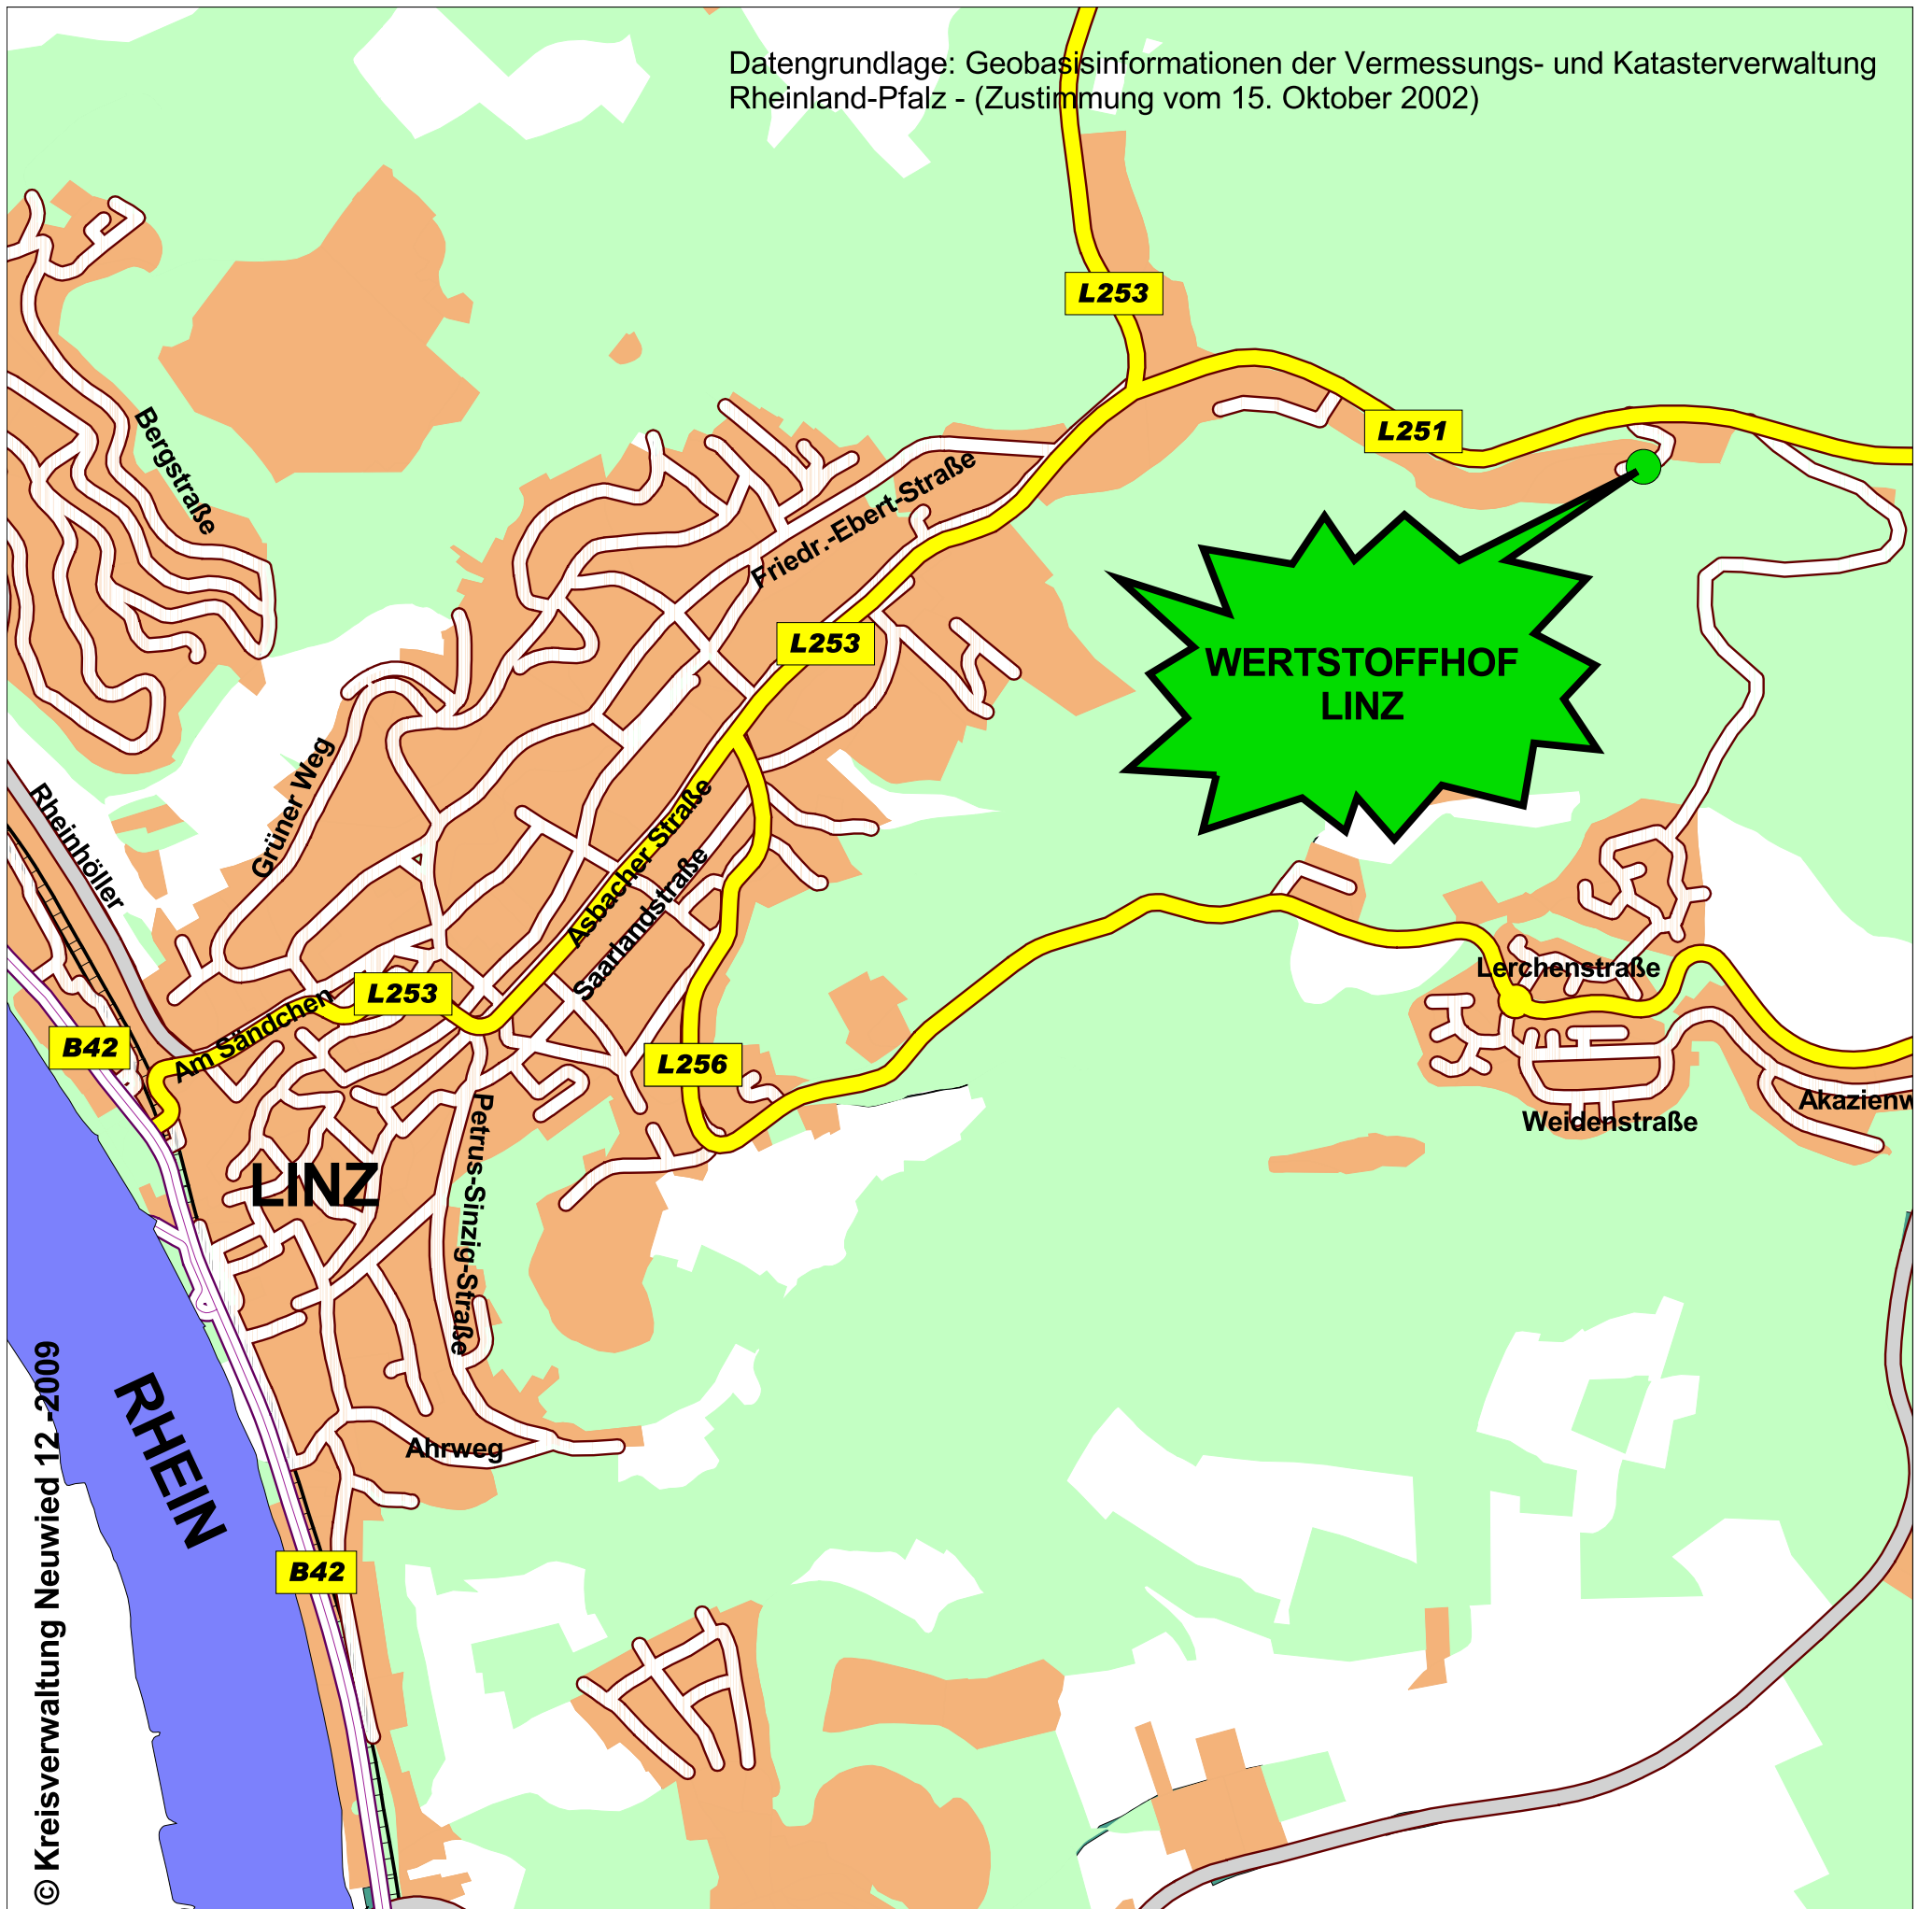 Datengrundlage: Geobasisinformationen der Vermessungs- und Katasterverwaltung
Rheinland-Pfalz - (Zustimmung vom 15. Oktober 2002)
L253
L251
Bergstraße
Friedr.-Ebert-Straße
L253
WERTSTOFFHOF
LINZ
Grüner Weg
Rheinhöller
Asbacher Straße
Saarlandstraße
Lerchenstraße
L253
Am Sändchen
B42
L256
Weidenstraße
Akazienw
Petrus-Sinzig-Straße
LINZ
RHEIN
Ahrweg
B42
© Kreisverwaltung Neuwied 12 -2009